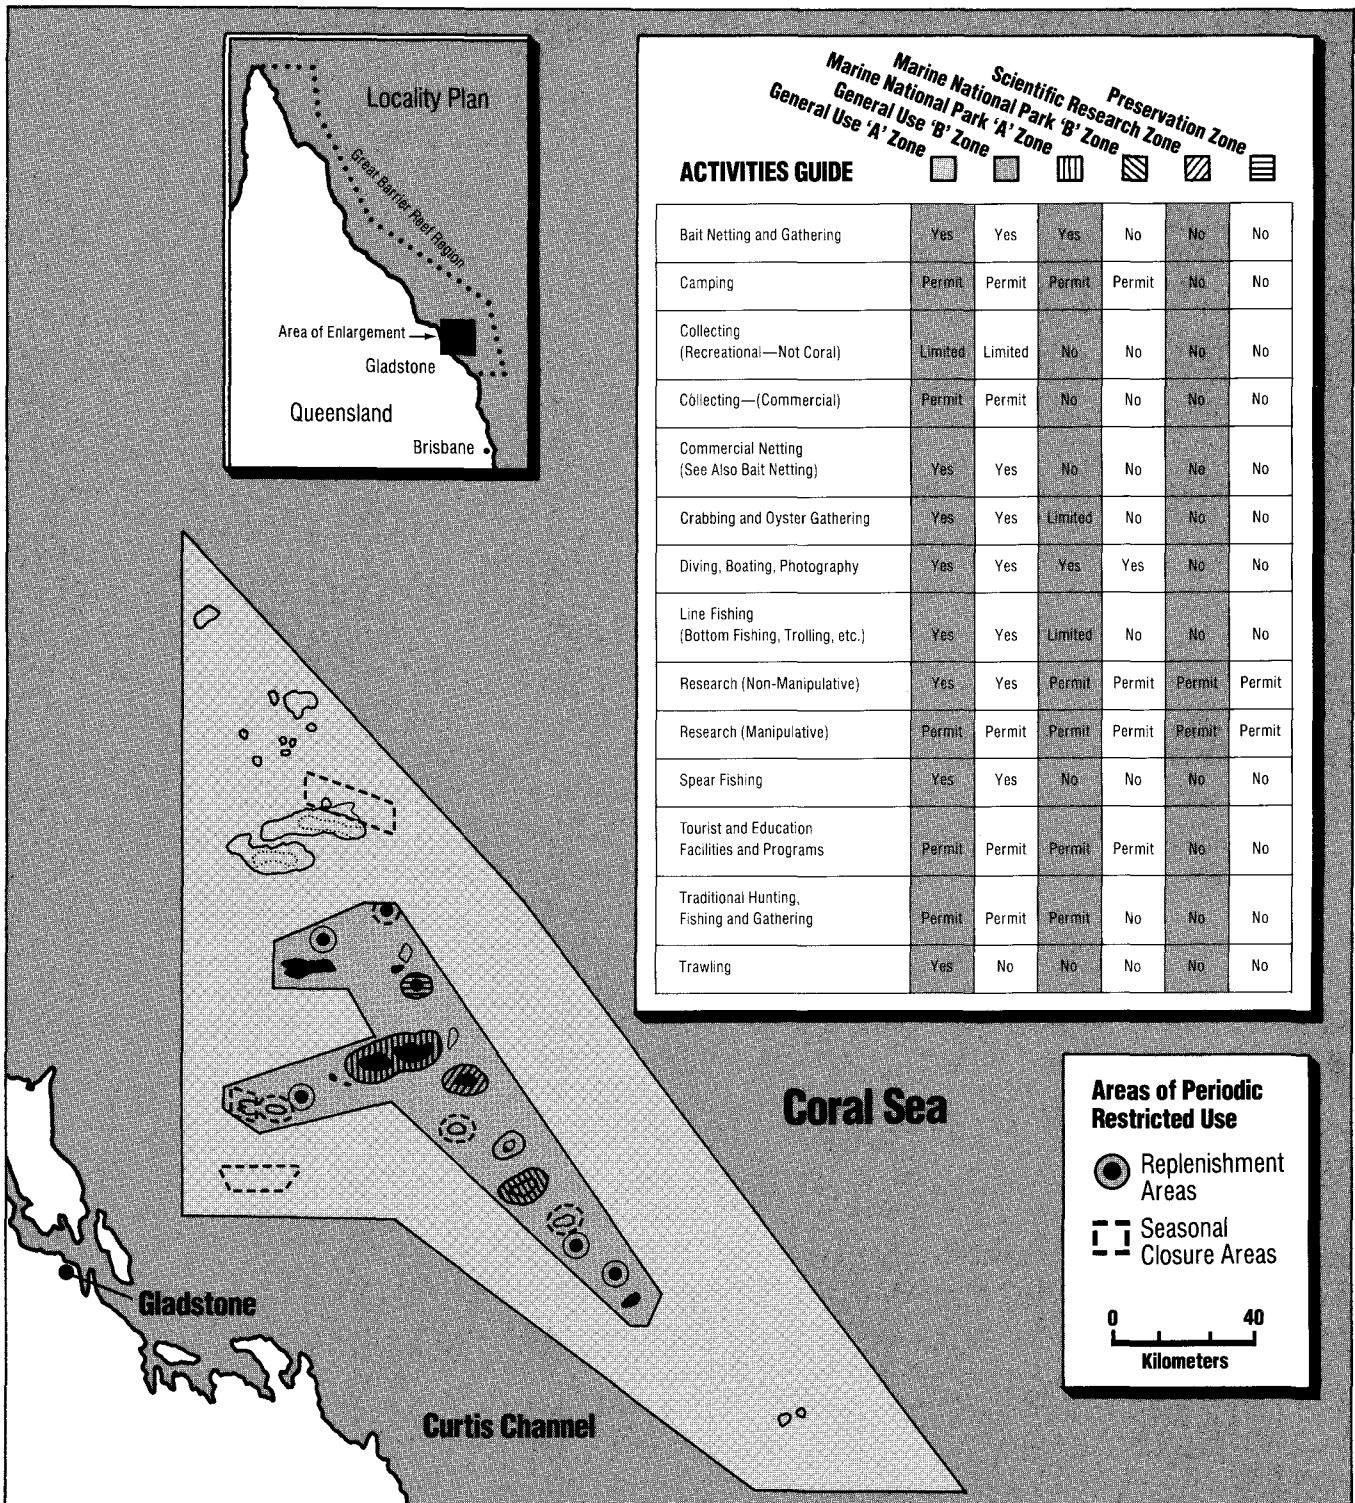 Locality Plan
Great Barrier Reef Region
Area of Enlargement
Gladstone
Queensland
Brisbane
General Use ‘A’ Zone
General Use ‘B’ Zone
Marine National Park ‘A’ Zone
Marine National Park ‘B’ Zone
Scientific Research Zone
Preservation Zone
ACTIVITIES GUIDE
Bait Netting and Gathering Yes Yes Yes No No No
Camping Permit Permit Permit Permit No No
Collecting
(Recreational—Not Coral) Limited Limited No No No No
Collecting—(Commercial) Permit Permit No No No No
Commercial Netting
(See Also Bait Netting) Yes Yes No No No No
Crabbing and Oyster Gathering Yes Yes Limited No No No
Diving, Boating, Photography Yes Yes Yes Yes No No
Line Fishing
(Bottom Fishing, Trolling, etc.) Yes Yes Limited No No No
Research (Non-Manipulative) Yes Yes Permit Permit Permit Permit
Research (Manipulative) Permit Permit Permit Permit Permit Permit
Spear Fishing Yes Yes No No No No
Tourist and Education
Facilities and Programs Permit Permit Permit Permit No No
Traditional Hunting,
Fishing and Gathering Permit Permit Permit No No No
Trawling Yes No No No No No
Coral Sea
Areas of Periodic
Restricted Use
Replenishment
Areas
Seasonal
Closure Areas
0 40
Kilometers
Gladstone
Curtis Channel